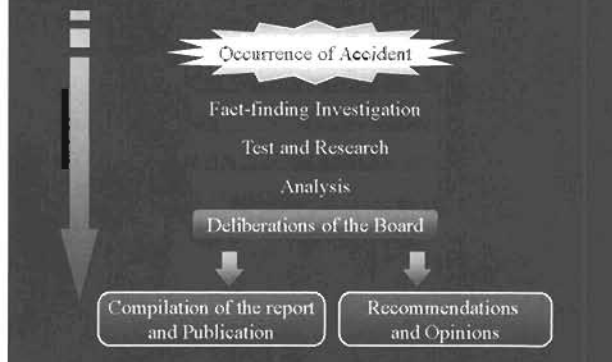 Occurrence of Accident
Fact-finding Investigation
Test and Research
Analysis
Deliberations of the Board
Compilation of the report
and Publication
Recommendations
and Opinions